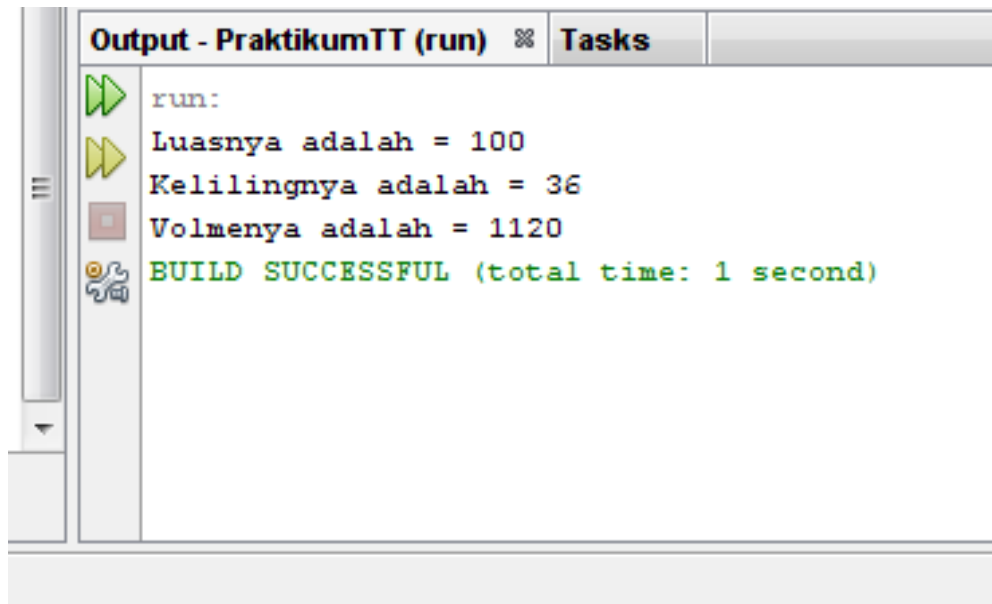 Output - PraktikumTT (run) Tasks
run:
Luasnya adalah = 100
Kelilingnya adalah = 36
Volmenya adalah = 1120
BUILD SUCCESSFUL (total time: 1 second)